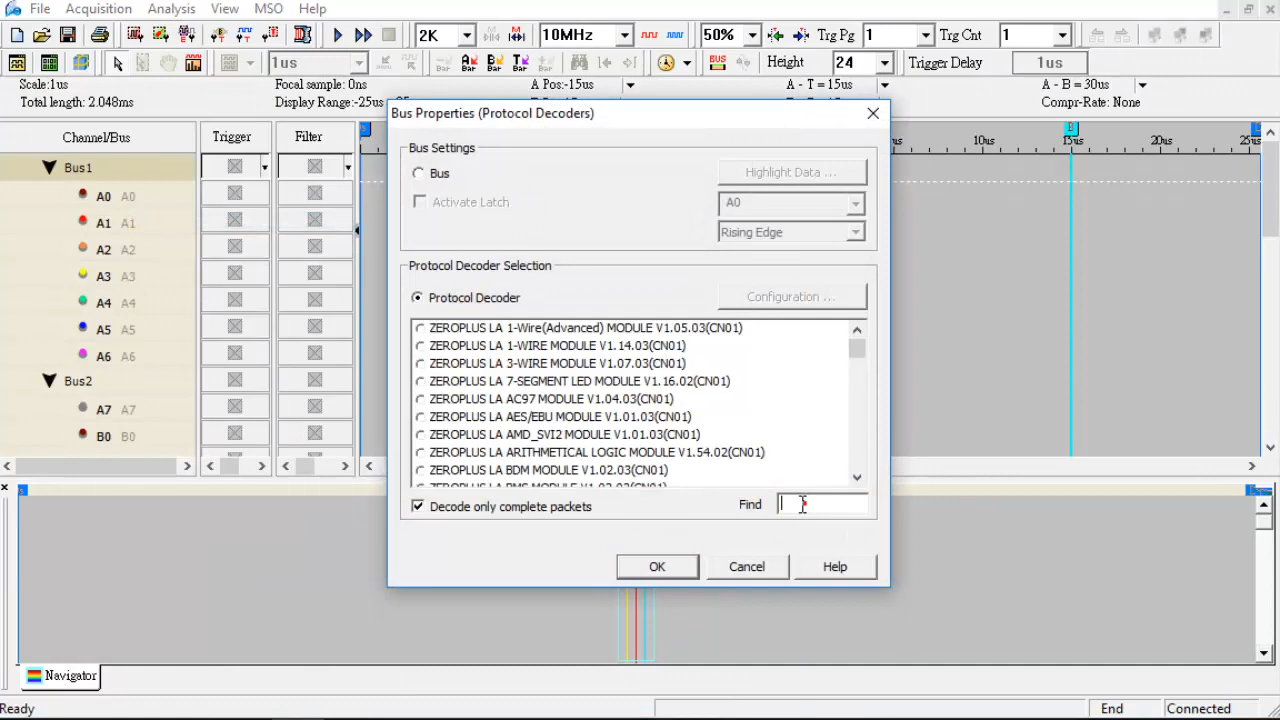 File Acquisition Analysis View MSO Help
2K 10MHz 50% Trg Pg 1 Trg Cnt 1
1us Bar Bar Bar Bar BUS Height 24 Trigger Delay 1us
Scale:1us Focal sample:0ns A Pos:-15us A - T = 15us A - B = 30us
Total length: 2.048ms Display Range:-25us Compr-Rate: None
Bus Properties (Protocol Decoders)
Channel/Bus Trigger Filter
10us 15us 20us 25us
Bus1
A0 A0
A1 A1
A2 A2
A3 A3
A4 A4
A5 A5
A6 A6
Bus2
A7 A7
B0 B0
Bus Settings
Bus Highlight Data ...
Activate Latch A0
Rising Edge
Protocol Decoder Selection
Protocol Decoder Configuration ...
ZEROPLUS LA 1-Wire(Advanced) MODULE V1.05.03(CN01)
ZEROPLUS LA 1-WIRE MODULE V1.14.03(CN01)
ZEROPLUS LA 3-WIRE MODULE V1.07.03(CN01)
ZEROPLUS LA 7-SEGMENT LED MODULE V1.16.02(CN01)
ZEROPLUS LA AC97 MODULE V1.04.03(CN01)
ZEROPLUS LA AES/EBU MODULE V1.01.03(CN01)
ZEROPLUS LA AMD_SVI2 MODULE V1.01.03(CN01)
ZEROPLUS LA ARITHMETICAL LOGIC MODULE V1.54.02(CN01)
ZEROPLUS LA BDM MODULE V1.02.03(CN01)
Decode only complete packets Find
OK Cancel Help
Navigator
Ready End Connected